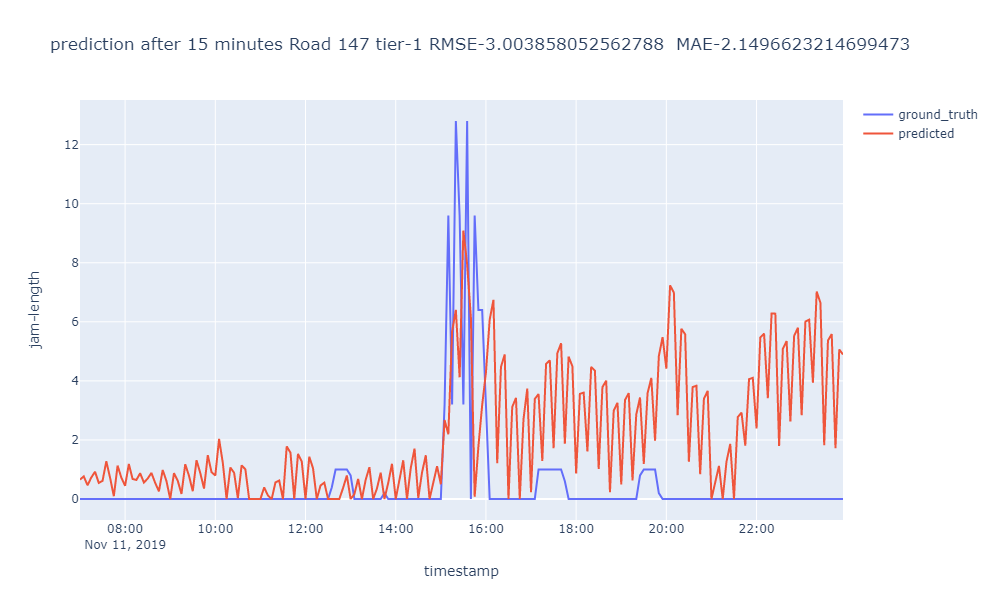 prediction after 15 minutes Road 147 tier-1 RMSE-3.003858052562788  MAE-2.1496623214699473
ground_truth
predicted
12
10
8
6
4
2
0
jam-length
08:00 10:00 12:00 14:00 16:00 18:00 20:00 22:00
Nov 11, 2019
timestamp